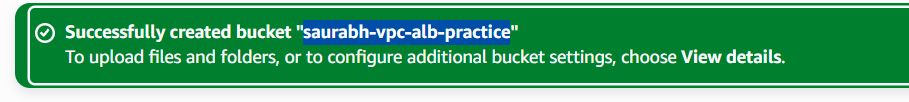 Successfully created bucket "saurabh-vpc-alb-practice"
To upload files and folders, or to configure additional bucket settings, choose View details.